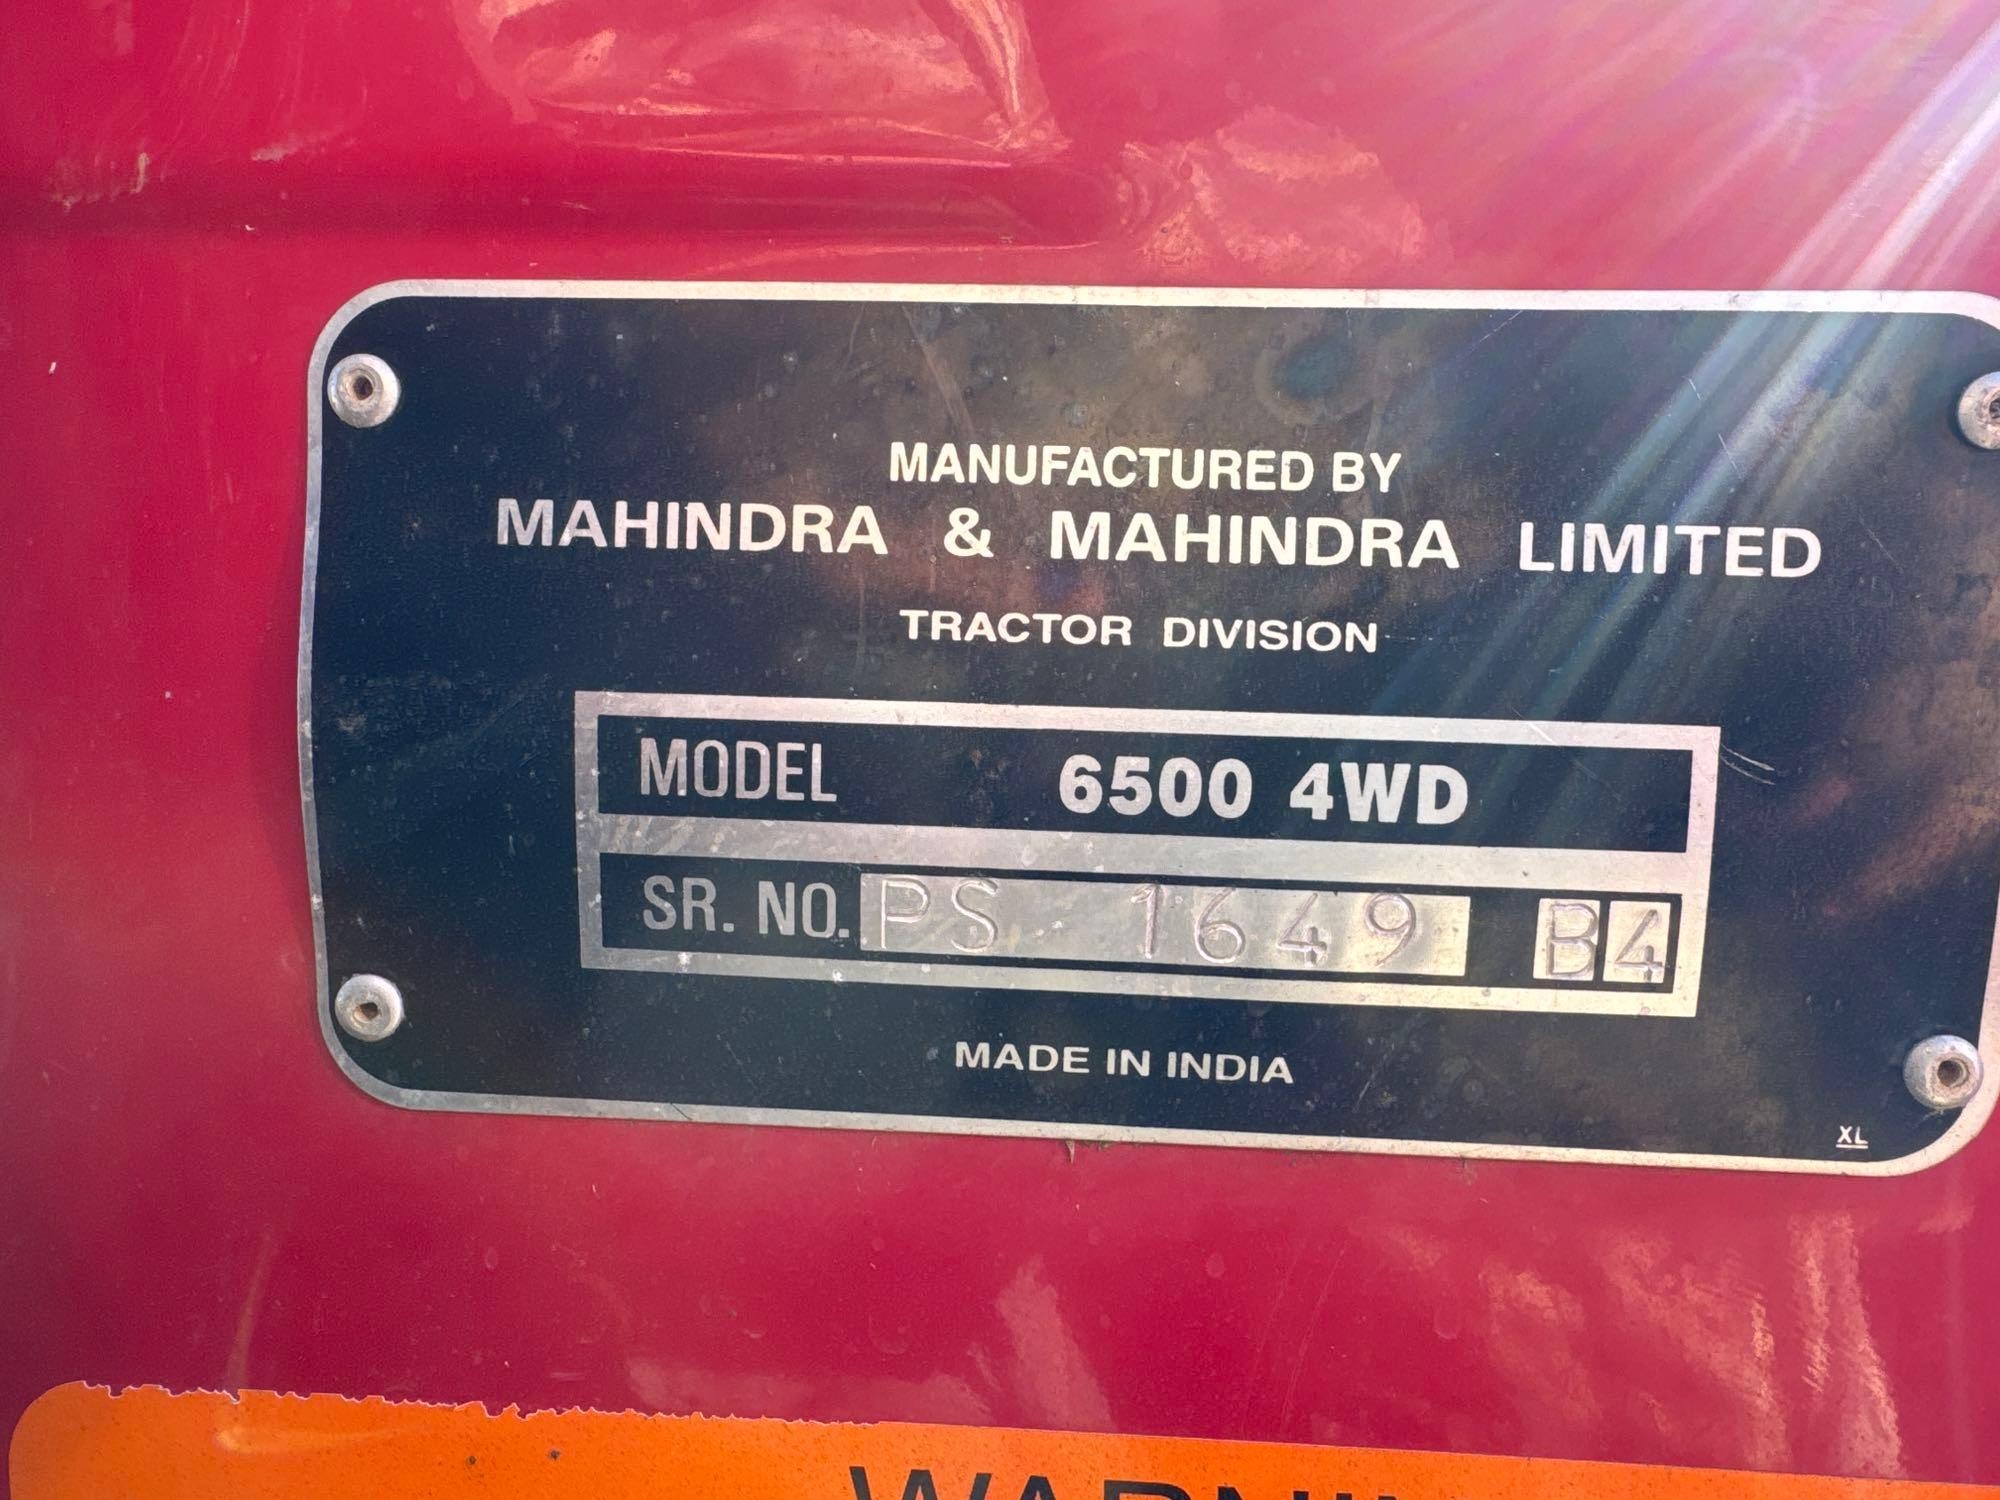 MANUFACTURED BY
MAHINDRA & MAHINDRA LIMITED
TRACTOR DIVISION
MODEL 6500 4WD
SR. NO. PS 1649 B4
MADE IN INDIA
XL